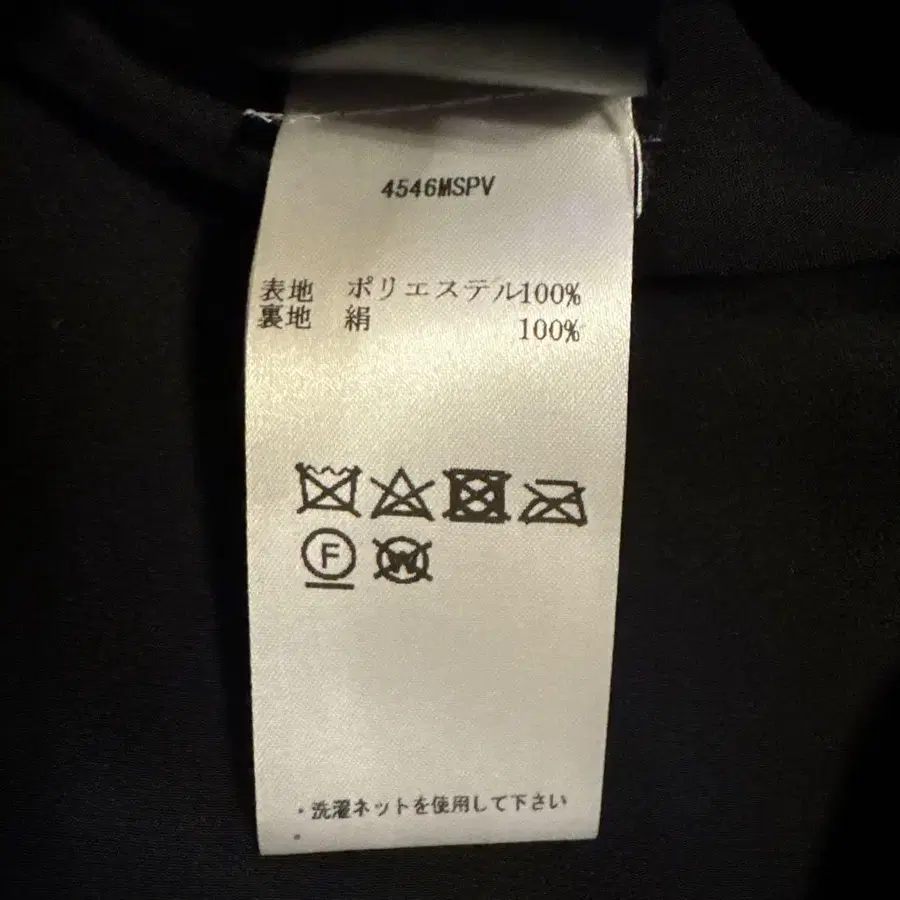 4546MSPV
表地 ポリエステル100%
裏地 絹 100%
F W
・洗濯ネットを使用して下さい